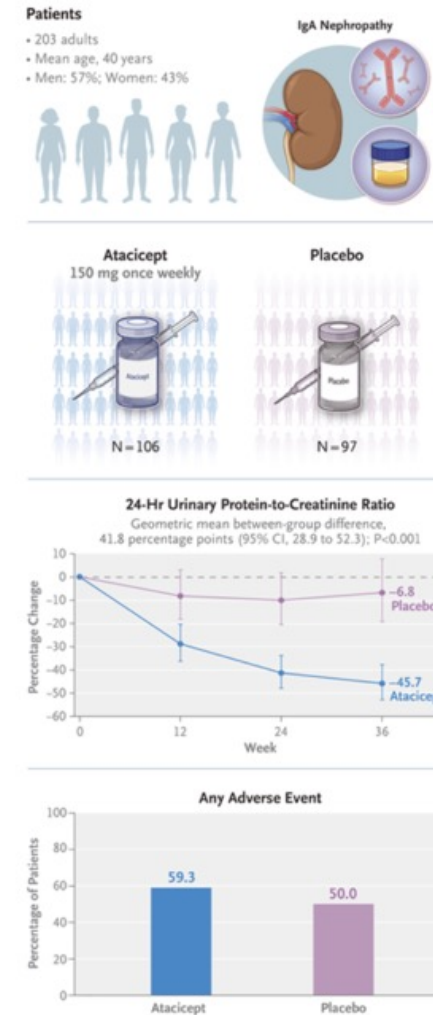 Patients
• 203 adults
• Mean age, 40 years
• Men: 57%; Women: 43%
IgA Nephropathy
Atacicept
150 mg once weekly
Placebo
Atacicept
Placebo
N=106
N=97
24-Hr Urinary Protein-to-Creatinine Ratio
Geometric mean between-group difference,
41.8 percentage points (95% CI, 28.9 to 52.3); P<0.001
Percentage Change
10
0
-10
-20
-30
-40
-50
-60
-6.8
Placebo
-45.7
Atacicep
0
12
24
36
Week
Any Adverse Event
Percentage of Patients
100
80
60
40
20
0
59.3
50.0
Atacicept
Placebo